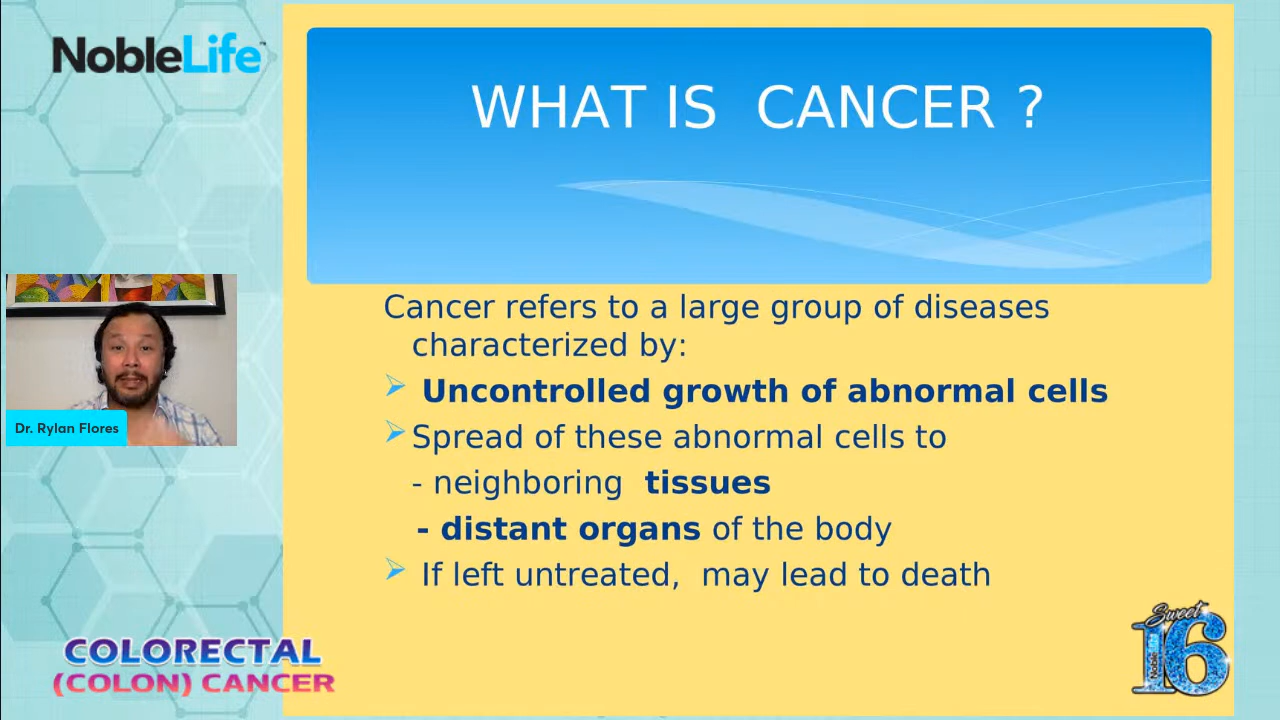 NobleLife
WHAT IS CANCER ?
Cancer refers to a large group of diseases
characterized by:
Uncontrolled growth of abnormal cells
Spread of these abnormal cells to
- neighboring tissues
- distant organs of the body
If left untreated, may lead to death
Dr. Rylan Flores
COLORECTAL
(COLON) CANCER
Sweet
16
NobleLife